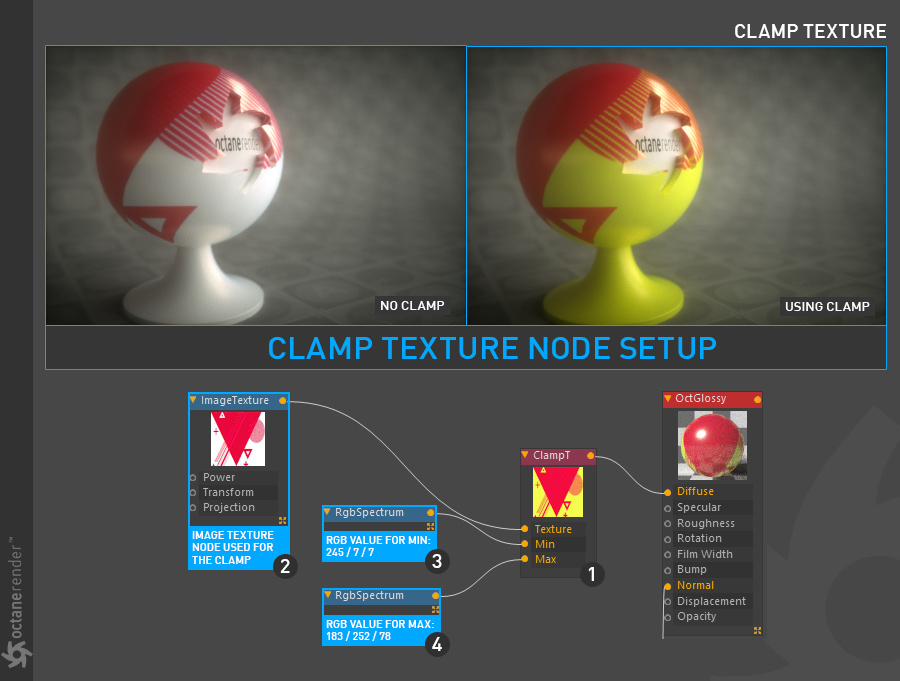 CLAMP TEXTURE
octanerender
octanerender
NO CLAMP
USING CLAMP
CLAMP TEXTURE NODE SETUP
ImageTexture
Power
Transform
Projection
IMAGE TEXTURE
NODE USED FOR
THE CLAMP
2
RgbSpectrum
RGB VALUE FOR MIN:
245 / 7 / 7
3
RgbSpectrum
RGB VALUE FOR MAX:
183 / 252 / 78
4
ClampT
Texture
Min
Max
1
OctGlossy
Diffuse
Specular
Roughness
Rotation
Film Width
Bump
Normal
Displacement
Opacity
octanerender™